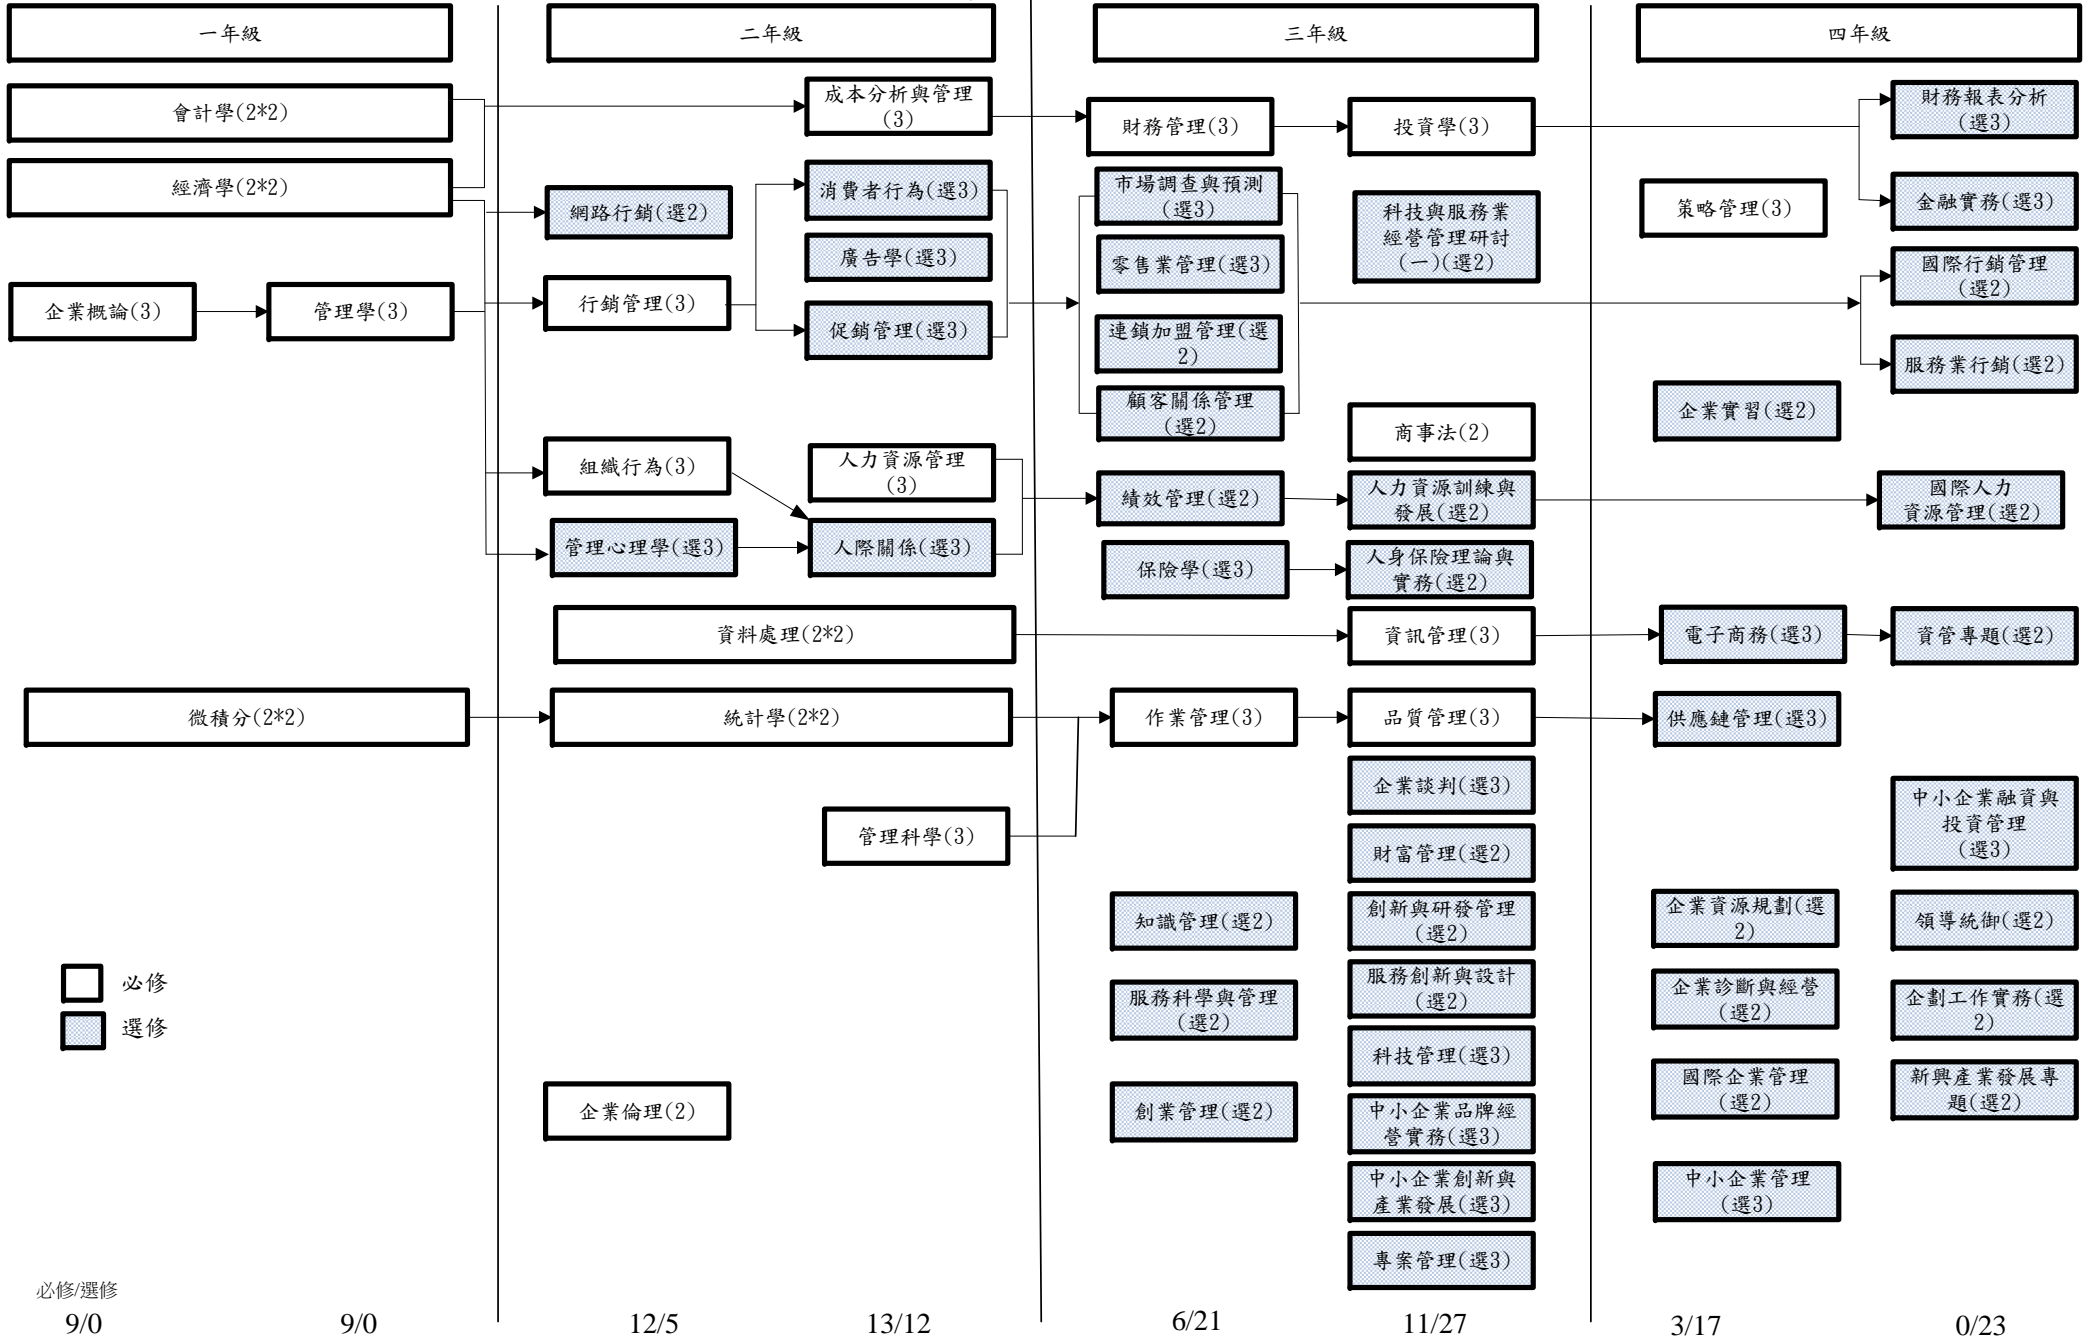 一年級
二年級
三年級
四年級
會計學(2*2)
經濟學(2*2)
企業概論(3)
管理學(3)
微積分(2*2)
網路行銷(選2)
行銷管理(3)
組織行為(3)
管理心理學(選3)
成本分析與管理
(3)
消費者行為(選3)
廣告學(選3)
促銷管理(選3)
人力資源管理
(3)
人際關係(選3)
資料處理(2*2)
統計學(2*2)
管理科學(3)
企業倫理(2)
財務管理(3)
市場調查與預測
(選3)
零售業管理(選3)
連鎖加盟管理(選
2)
顧客關係管理
(選2)
績效管理(選2)
保險學(選3)
作業管理(3)
知識管理(選2)
服務科學與管理
(選2)
創業管理(選2)
投資學(3)
科技與服務業
經營管理研討
(一)(選2)
商事法(2)
人力資源訓練與
發展(選2)
人身保險理論與
實務(選2)
資訊管理(3)
品質管理(3)
企業談判(選3)
財富管理(選2)
創新與研發管理
(選2)
服務創新與設計
(選2)
科技管理(選3)
中小企業品牌經
營實務(選3)
中小企業創新與
產業發展(選3)
專案管理(選3)
策略管理(3)
企業實習(選2)
電子商務(選3)
供應鏈管理(選3)
企業資源規劃(選
2)
企業診斷與經營
(選2)
國際企業管理
(選2)
中小企業管理
(選3)
財務報表分析
(選3)
金融實務(選3)
國際行銷管理
(選2)
服務業行銷(選2)
國際人力
資源管理(選2)
資管專題(選2)
中小企業融資與
投資管理
(選3)
領導統御(選2)
企劃工作實務(選
2)
新興產業發展專
題(選2)
必修
選修
必修/選修
9/0
9/0
12/5
13/12
6/21
11/27
3/17
0/23